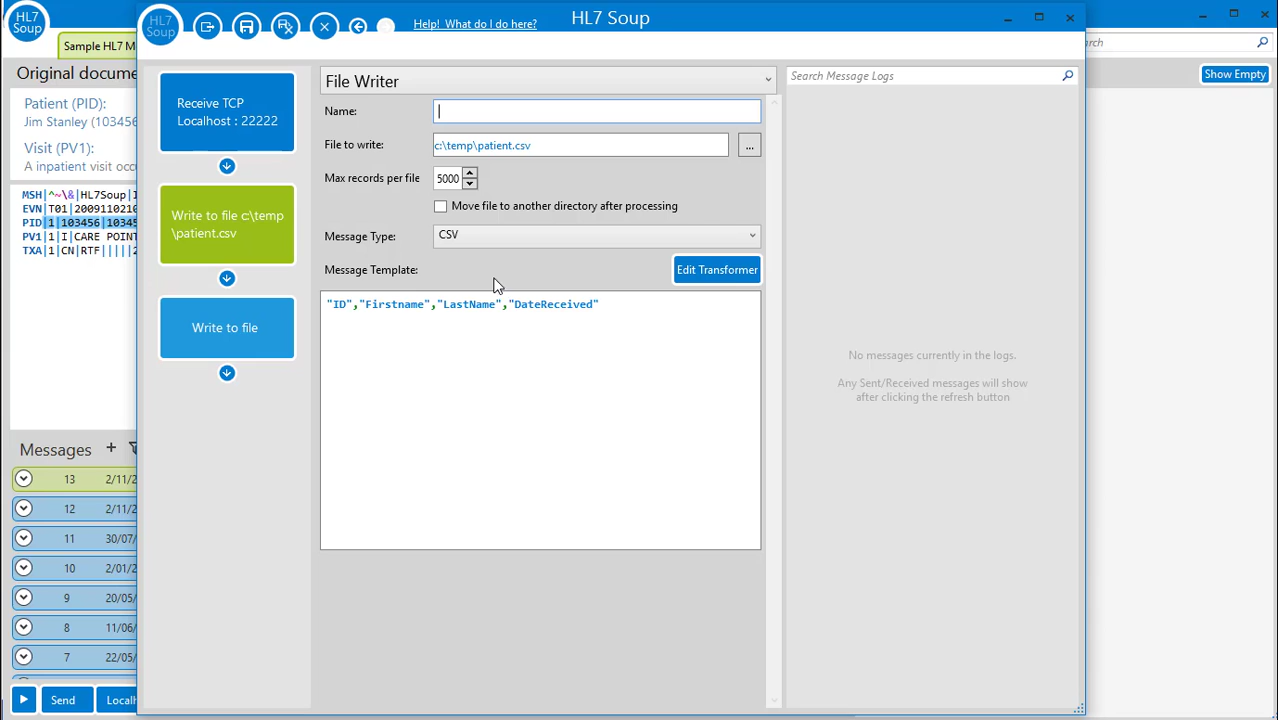 HL7 Soup
HL7 Soup
Help! What do I do here?
HL7 Soup
Sample HL7 M
Show Empty
Original docume
Patient (PID):
Jim Stanley (103456
Visit (PV1):
A inpatient visit occ
MSH|^~\&|HL7Soup|I
EVN|T01|2009110210
PID|1|103456|10345
PV1|1|I|CARE POINT
TXA|1|CN|RTF|||||2
Messages
13 2/11/2
12 2/11/2
11 30/07/
10 2/01/2
9 20/05/
8 11/06/
7 22/05/
Send
Localh
Receive TCP
Localhost : 22222
Write to file c:\temp
\patient.csv
Write to file
File Writer
Name:
File to write: c:\temp\patient.csv ...
Max records per file 5000
Move file to another directory after processing
Message Type: CSV
Message Template:
Edit Transformer
"ID","Firstname","LastName","DateReceived"
Search Message Logs
No messages currently in the logs.
Any Sent/Received messages will show
after clicking the refresh button